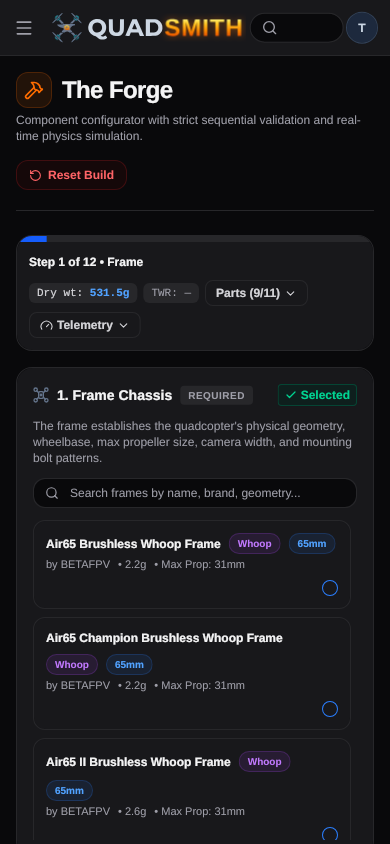 QUADSMITH
T
The Forge
Component configurator with strict sequential validation and real-
time physics simulation.
Reset Build
Step 1 of 12 • Frame
Dry wt: 531.5g TWR: — Parts (9/11)
Telemetry
1. Frame Chassis REQUIRED Selected
The frame establishes the quadcopter's physical geometry,
wheelbase, max propeller size, camera width, and mounting
bolt patterns.
Search frames by name, brand, geometry...
Air65 Brushless Whoop Frame Whoop 65mm
by BETAFPV • 2.2g • Max Prop: 31mm
Air65 Champion Brushless Whoop Frame
Whoop 65mm
by BETAFPV • 2.2g • Max Prop: 31mm
Air65 II Brushless Whoop Frame Whoop
65mm
by BETAFPV • 2.6g • Max Prop: 31mm